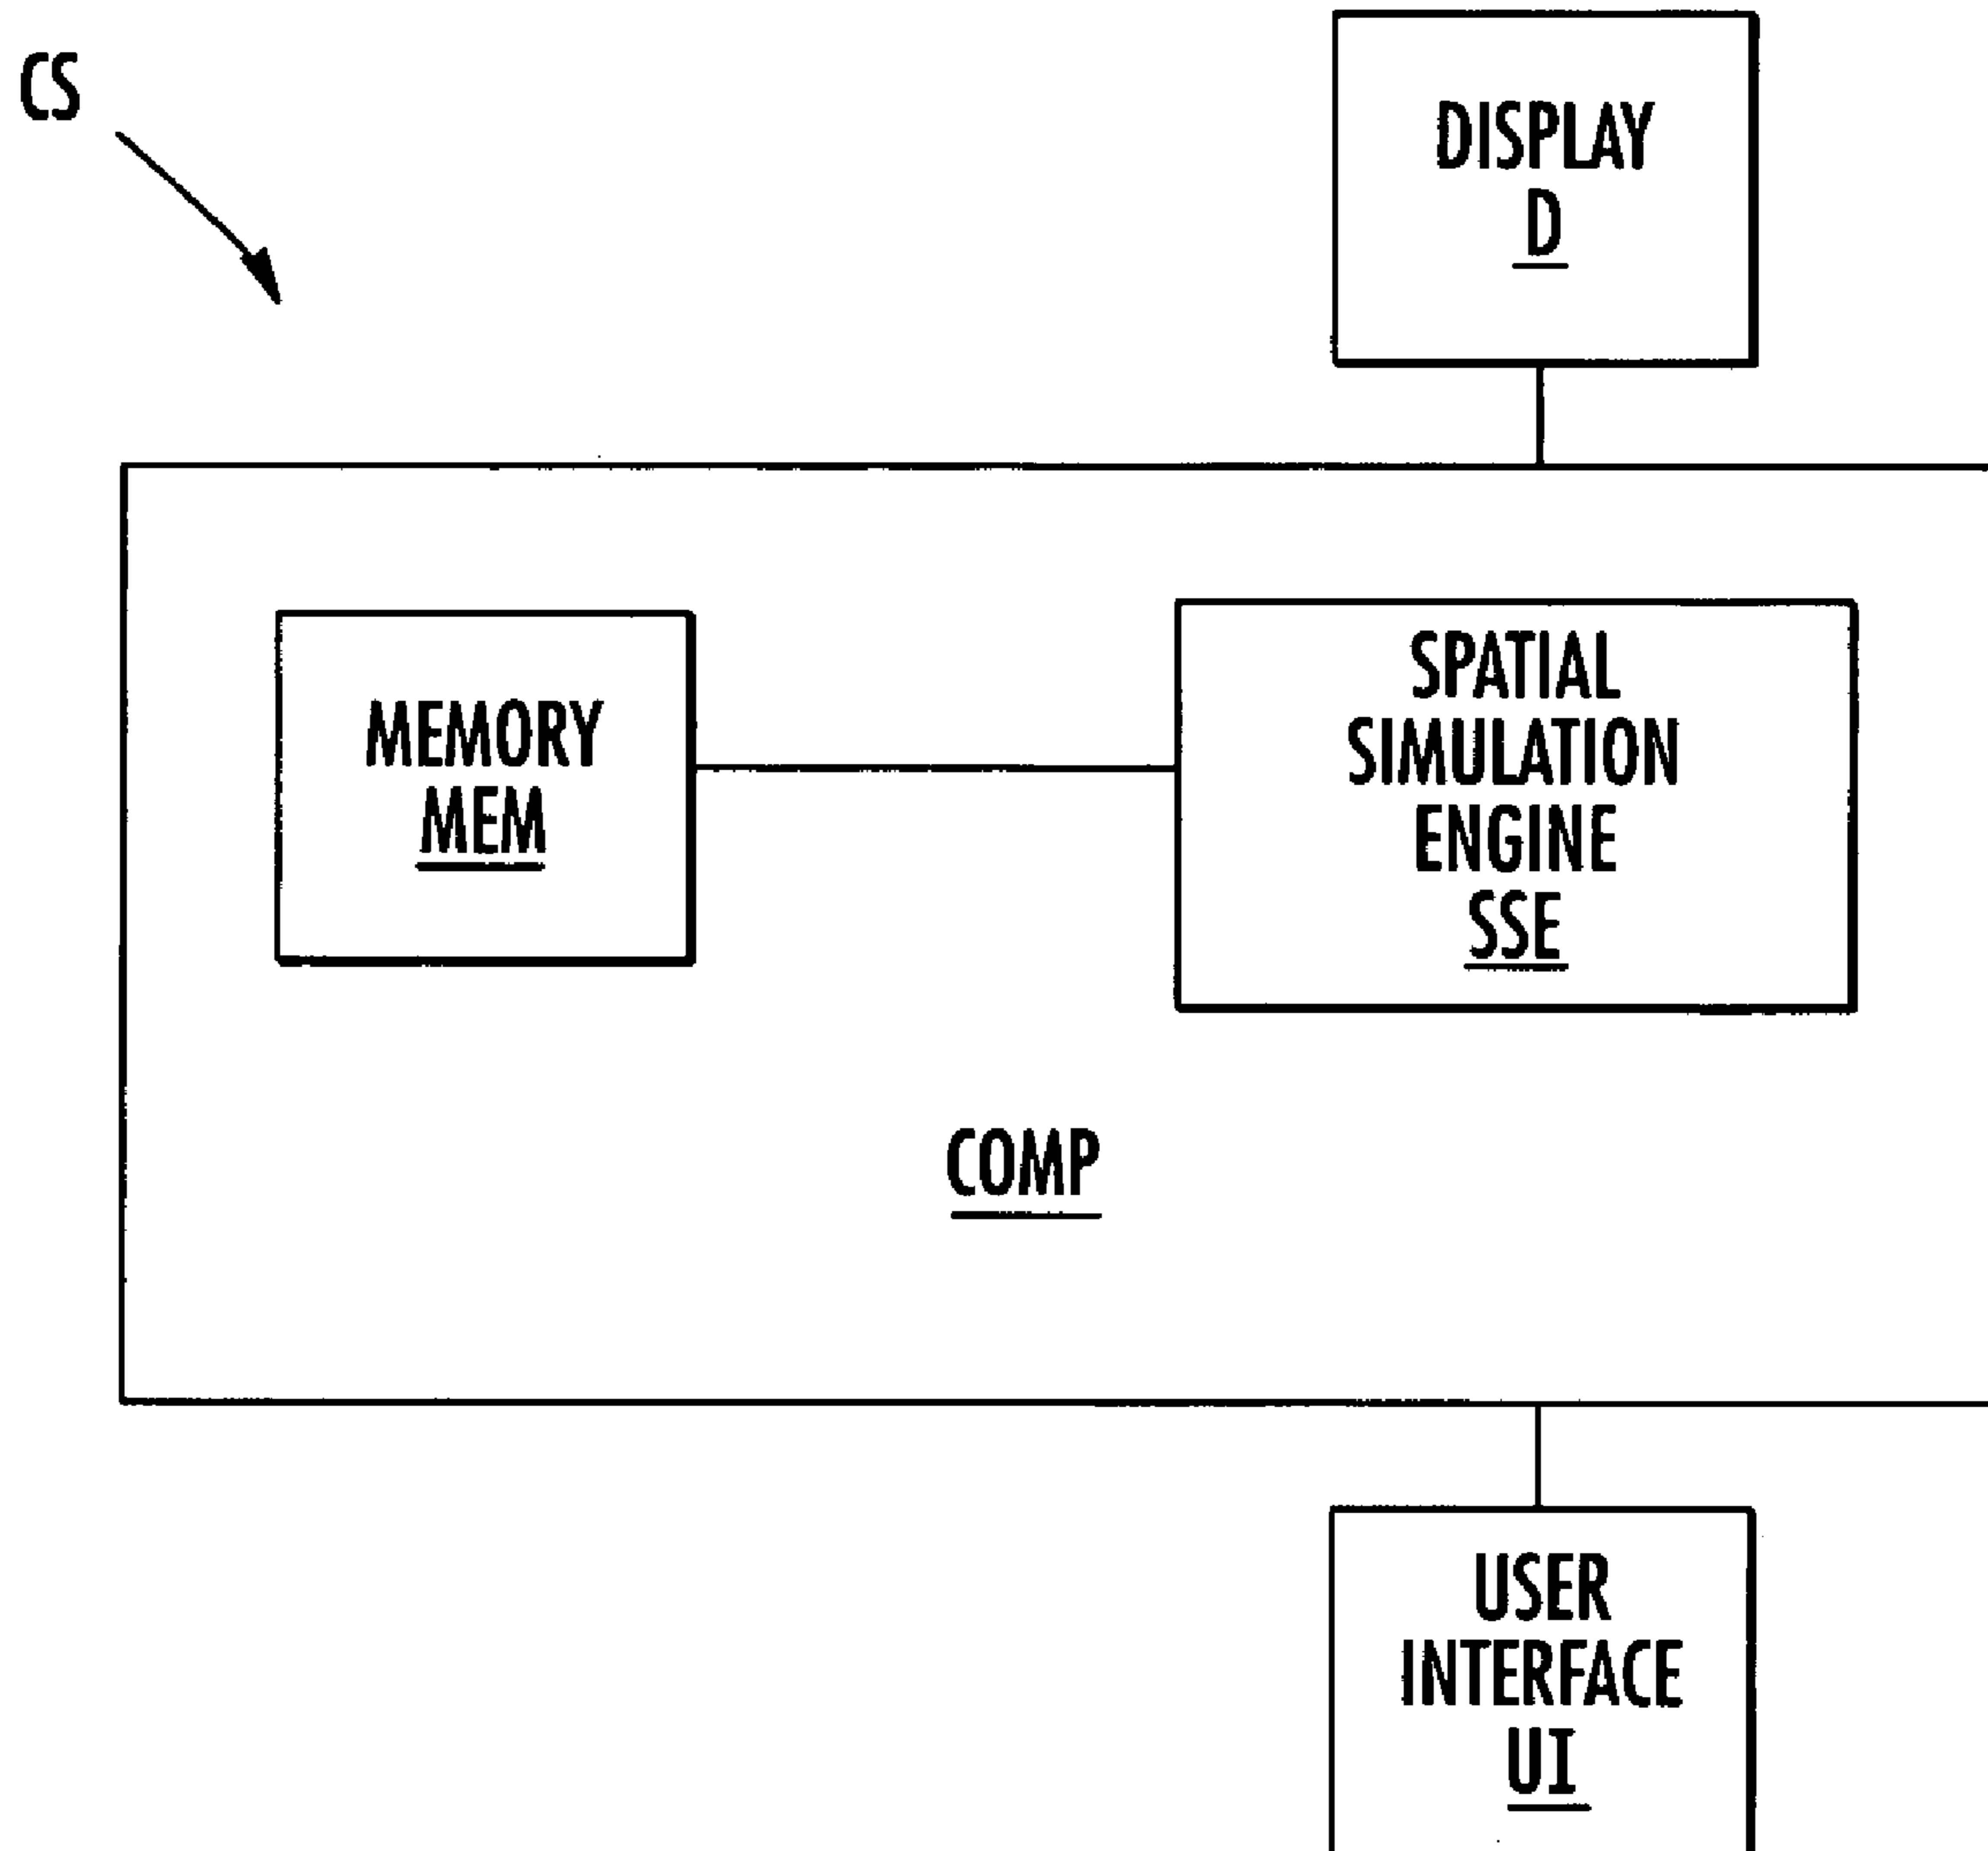 CS
DISPLAY
D
MEMORY
MEM
SPATIAL
SIMULATION
ENGINE
SSE
COMP
USER
INTERFACE
UI